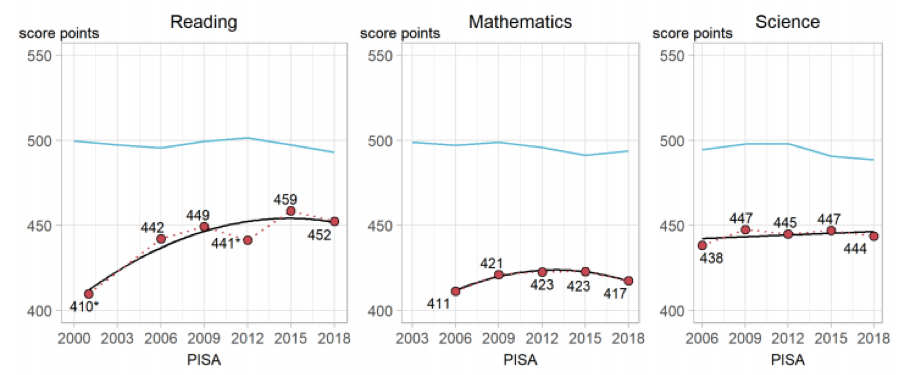 Reading
score points
550
500
450
400
410*
442
449
441*
459
452
2000 2003 2006 2009 2012 2015 2018
PISA
Mathematics
score points
550
500
450
400
411
421
423
423
417
2003 2006 2009 2012 2015 2018
PISA
Science
score points
550
500
450
400
438
447
445
447
444
2006 2009 2012 2015 2018
PISA